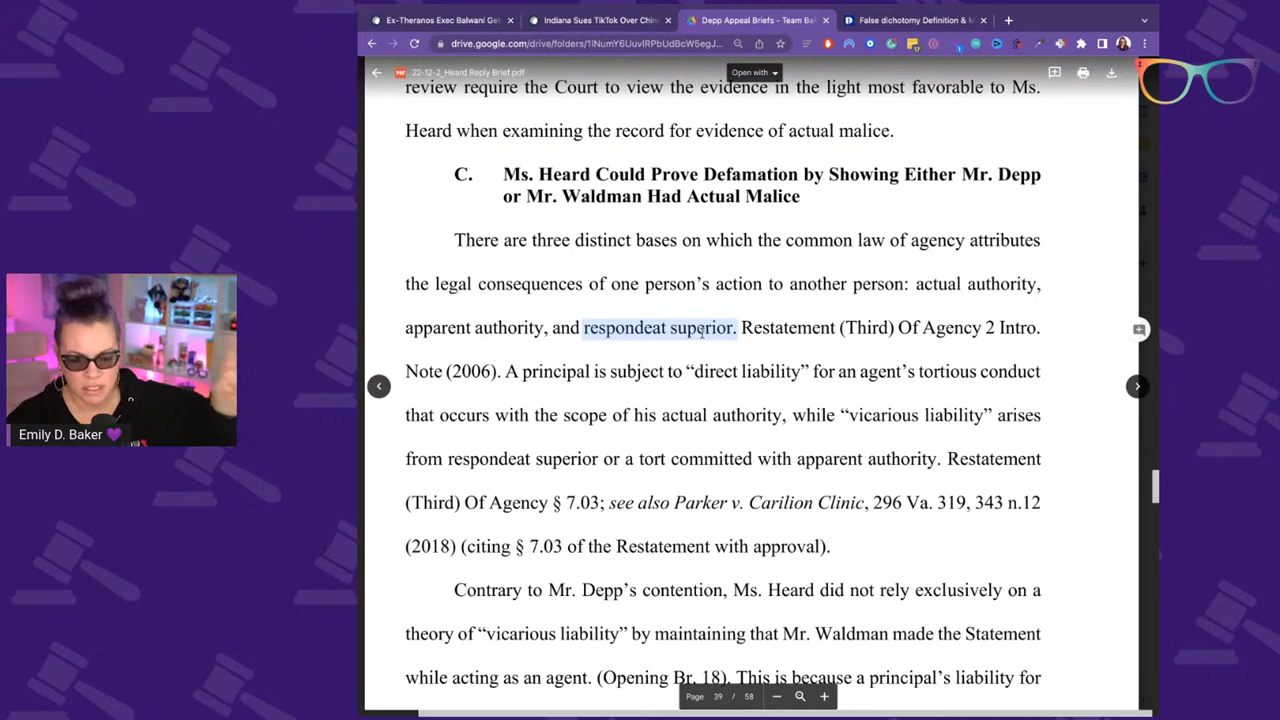 Ex-Theranos Exec Balwani Get
Indiana Sues TikTok Over Chin
Depp Appeal Briefs - Team Ba
False dichotomy Definition & M
drive.google.com/drive/folders/1INumY6UuvIRPbUdBcW5egJ...
22-12-2_Heard Reply Brief.pdf
Open with
review require the Court to view the evidence in the light most favorable to Ms.
Heard when examining the record for evidence of actual malice.
C. Ms. Heard Could Prove Defamation by Showing Either Mr. Depp
or Mr. Waldman Had Actual Malice
There are three distinct bases on which the common law of agency attributes
the legal consequences of one person's action to another person: actual authority,
apparent authority, and respondeat superior. Restatement (Third) Of Agency 2 Intro.
Note (2006). A principal is subject to “direct liability” for an agent's tortious conduct
that occurs with the scope of his actual authority, while “vicarious liability” arises
from respondeat superior or a tort committed with apparent authority. Restatement
(Third) Of Agency § 7.03; see also Parker v. Carilion Clinic, 296 Va. 319, 343 n.12
(2018) (citing § 7.03 of the Restatement with approval).
Contrary to Mr. Depp's contention, Ms. Heard did not rely exclusively on a
theory of “vicarious liability” by maintaining that Mr. Waldman made the Statement
while acting as an agent. (Opening Br. 18). This is because a principal's liability for
Page 39 / 58
Emily D. Baker